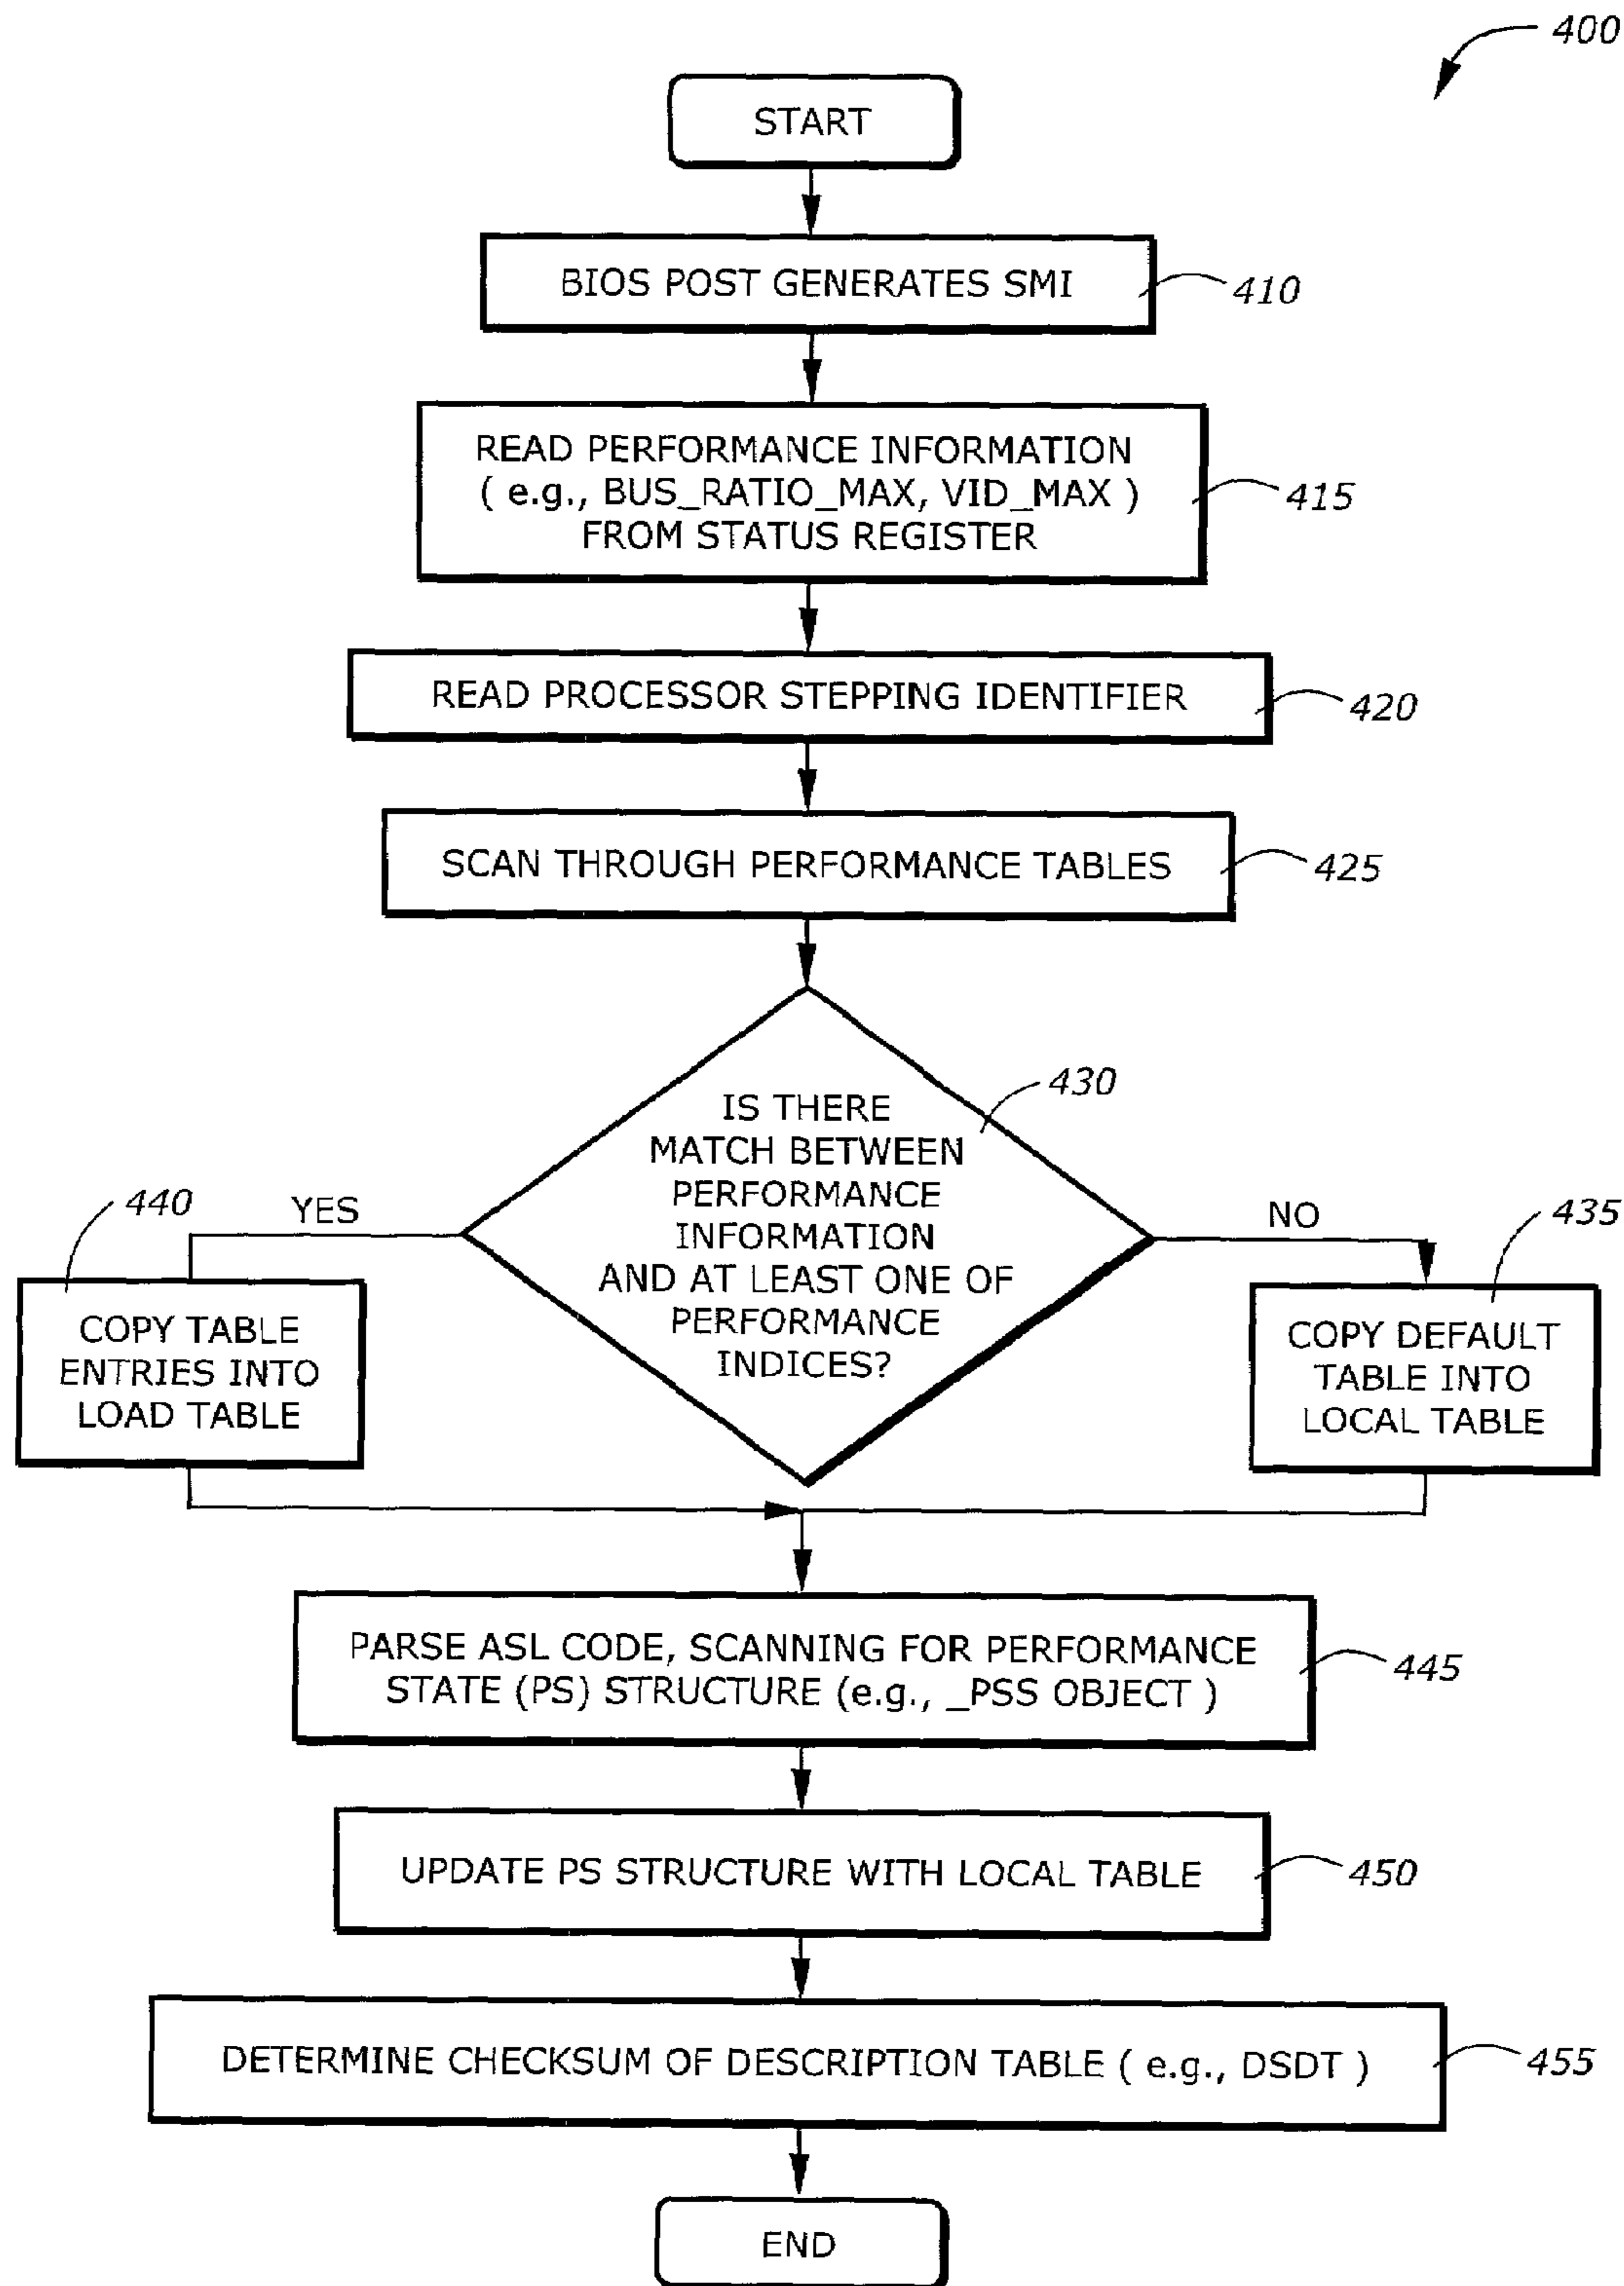 400
START
BIOS POST GENERATES SMI
410
READ PERFORMANCE INFORMATION
( e.g., BUS_RATIO_MAX, VID_MAX )
FROM STATUS REGISTER
415
READ PROCESSOR STEPPING IDENTIFIER
420
SCAN THROUGH PERFORMANCE TABLES
425
430
IS THERE
MATCH BETWEEN
PERFORMANCE
INFORMATION
AND AT LEAST ONE OF
PERFORMANCE
INDICES?
YES
440
COPY TABLE
ENTRIES INTO
LOAD TABLE
NO
435
COPY DEFAULT
TABLE INTO
LOCAL TABLE
PARSE ASL CODE, SCANNING FOR PERFORMANCE
STATE (PS) STRUCTURE (e.g., _PSS OBJECT )
445
UPDATE PS STRUCTURE WITH LOCAL TABLE
450
DETERMINE CHECKSUM OF DESCRIPTION TABLE ( e.g., DSDT )
455
END